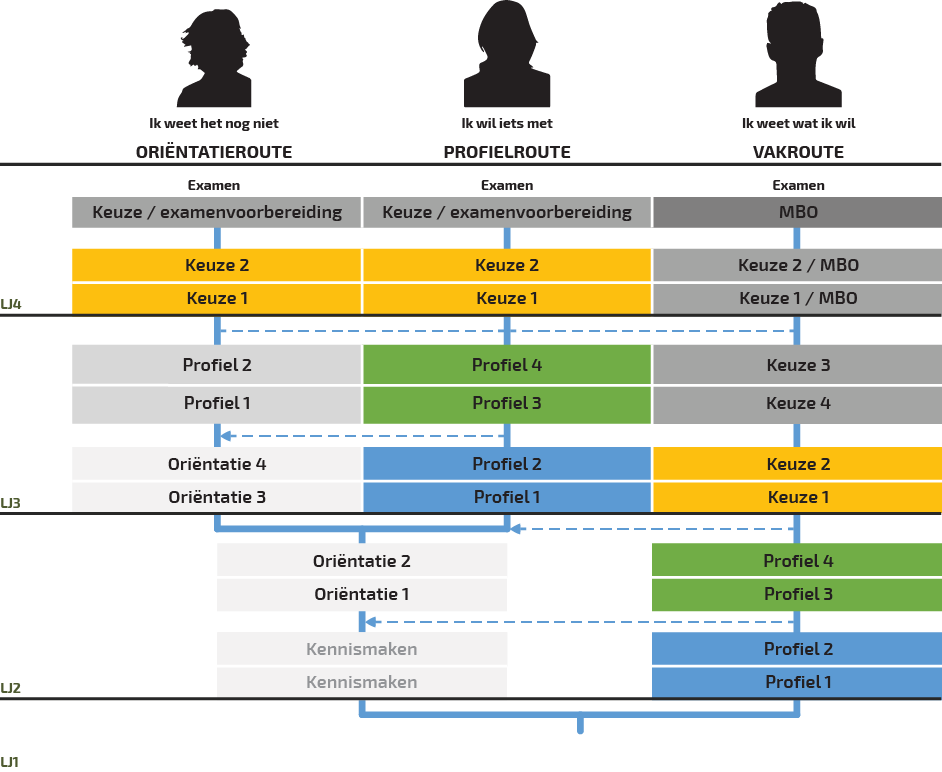 Ik weet het nog niet Ik wil iets met Ik weet wat ik wil
ORIËNTATIEROUTE PROFIELROUTE VAKROUTE
Examen Examen Examen
Keuze / examenvoorbereiding Keuze / examenvoorbereiding MBO
Keuze 2 Keuze 2 Keuze 2 / MBO
LJ4 Keuze 1 Keuze 1 Keuze 1 / MBO
Profiel 2 Profiel 4 Keuze 3
Profiel 1 Profiel 3 Keuze 4
Oriëntatie 4 Profiel 2 Keuze 2
LJ3 Oriëntatie 3 Profiel 1 Keuze 1
Oriëntatie 2 Profiel 4
Oriëntatie 1 Profiel 3
Kennismaken Profiel 2
LJ2 Kennismaken Profiel 1
LJ1